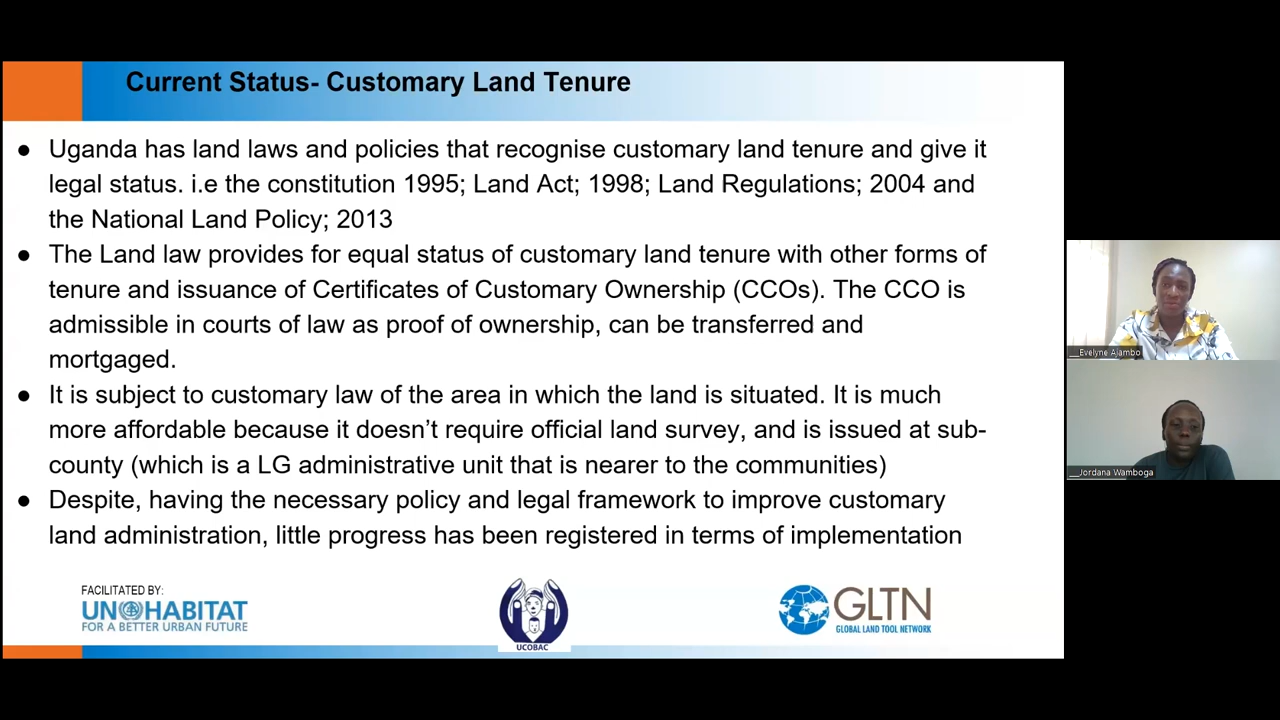 Current Status- Customary Land Tenure
● Uganda has land laws and policies that recognise customary land tenure and give it
legal status. i.e the constitution 1995; Land Act; 1998; Land Regulations; 2004 and
the National Land Policy; 2013
● The Land law provides for equal status of customary land tenure with other forms of
tenure and issuance of Certificates of Customary Ownership (CCOs). The CCO is
admissible in courts of law as proof of ownership, can be transferred and
mortgaged.
● It is subject to customary law of the area in which the land is situated. It is much
more affordable because it doesn’t require official land survey, and is issued at sub-
county (which is a LG administrative unit that is nearer to the communities)
● Despite, having the necessary policy and legal framework to improve customary
land administration, little progress has been registered in terms of implementation
FACILITATED BY:
UN HABITAT
FOR A BETTER URBAN FUTURE
UCOBAC
GLTN
GLOBAL LAND TOOL NETWORK
__Evelyne Ajambo
__Jordana Wamboga